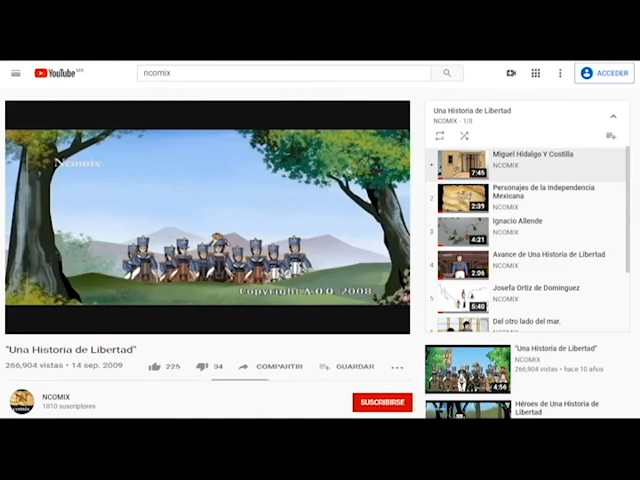 YouTube MX
ncomix
ACCEDER
Ncomix
Copyright A.O.O. 2008
"Una Historia de Libertad"
266,904 vistas • 14 sep. 2009
225
34
COMPARTIR
GUARDAR
NCOMIX
1810 suscriptores
SUSCRIBIRSE
Una Historia de Libertad
NCOMIX - 1/8
Miguel Hidalgo Y Costilla
NCOMIX
7:45
2
Personajes de la Independencia
Mexicana
NCOMIX
2:39
3
Ignacio Allende
NCOMIX
4:21
4
Avance de Una Historia de Libertad
NCOMIX
2:06
5
Josefa Ortiz de Dominguez
NCOMIX
5:40
Del otro lado del mar.
"Una Historia de Libertad"
NCOMIX
266,904 vistas • hace 10 años
4:56
Héroes de Una Historia de
Libertad